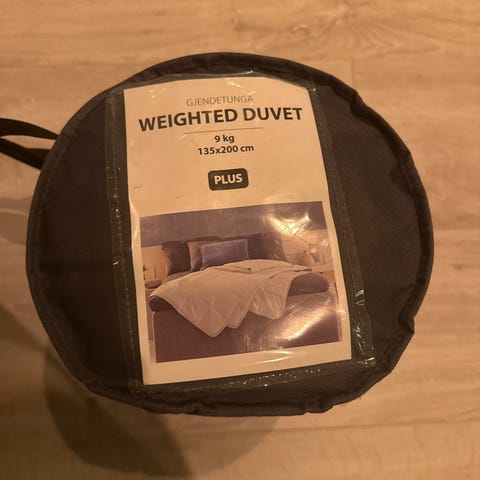 GJENDETUNGA
WEIGHTED DUVET
9 kg
135x200 cm
PLUS